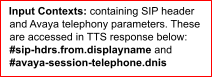 Input Contexts: containing SIP header
and Avaya telephony parameters. These
are accessed in TTS response below:
#sip-hdrs.from.displayname and
#avaya-session-telephone.dnis